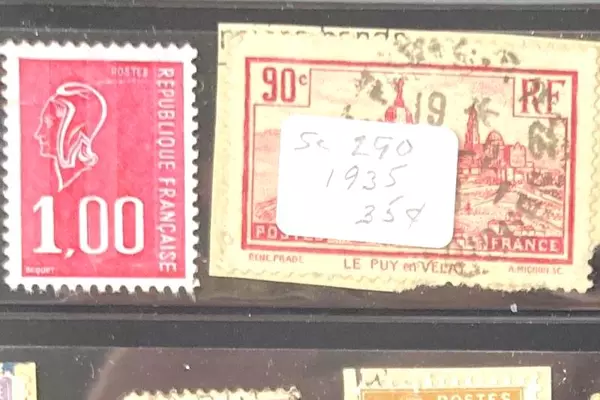 POSTES
RÉPUBLIQUE FRANÇAISE
1,00
BEQUET
90c
RF
19
Sc 290
1935
35¢
POSTES
FRANCE
LE PUY en VELAY
POSTES